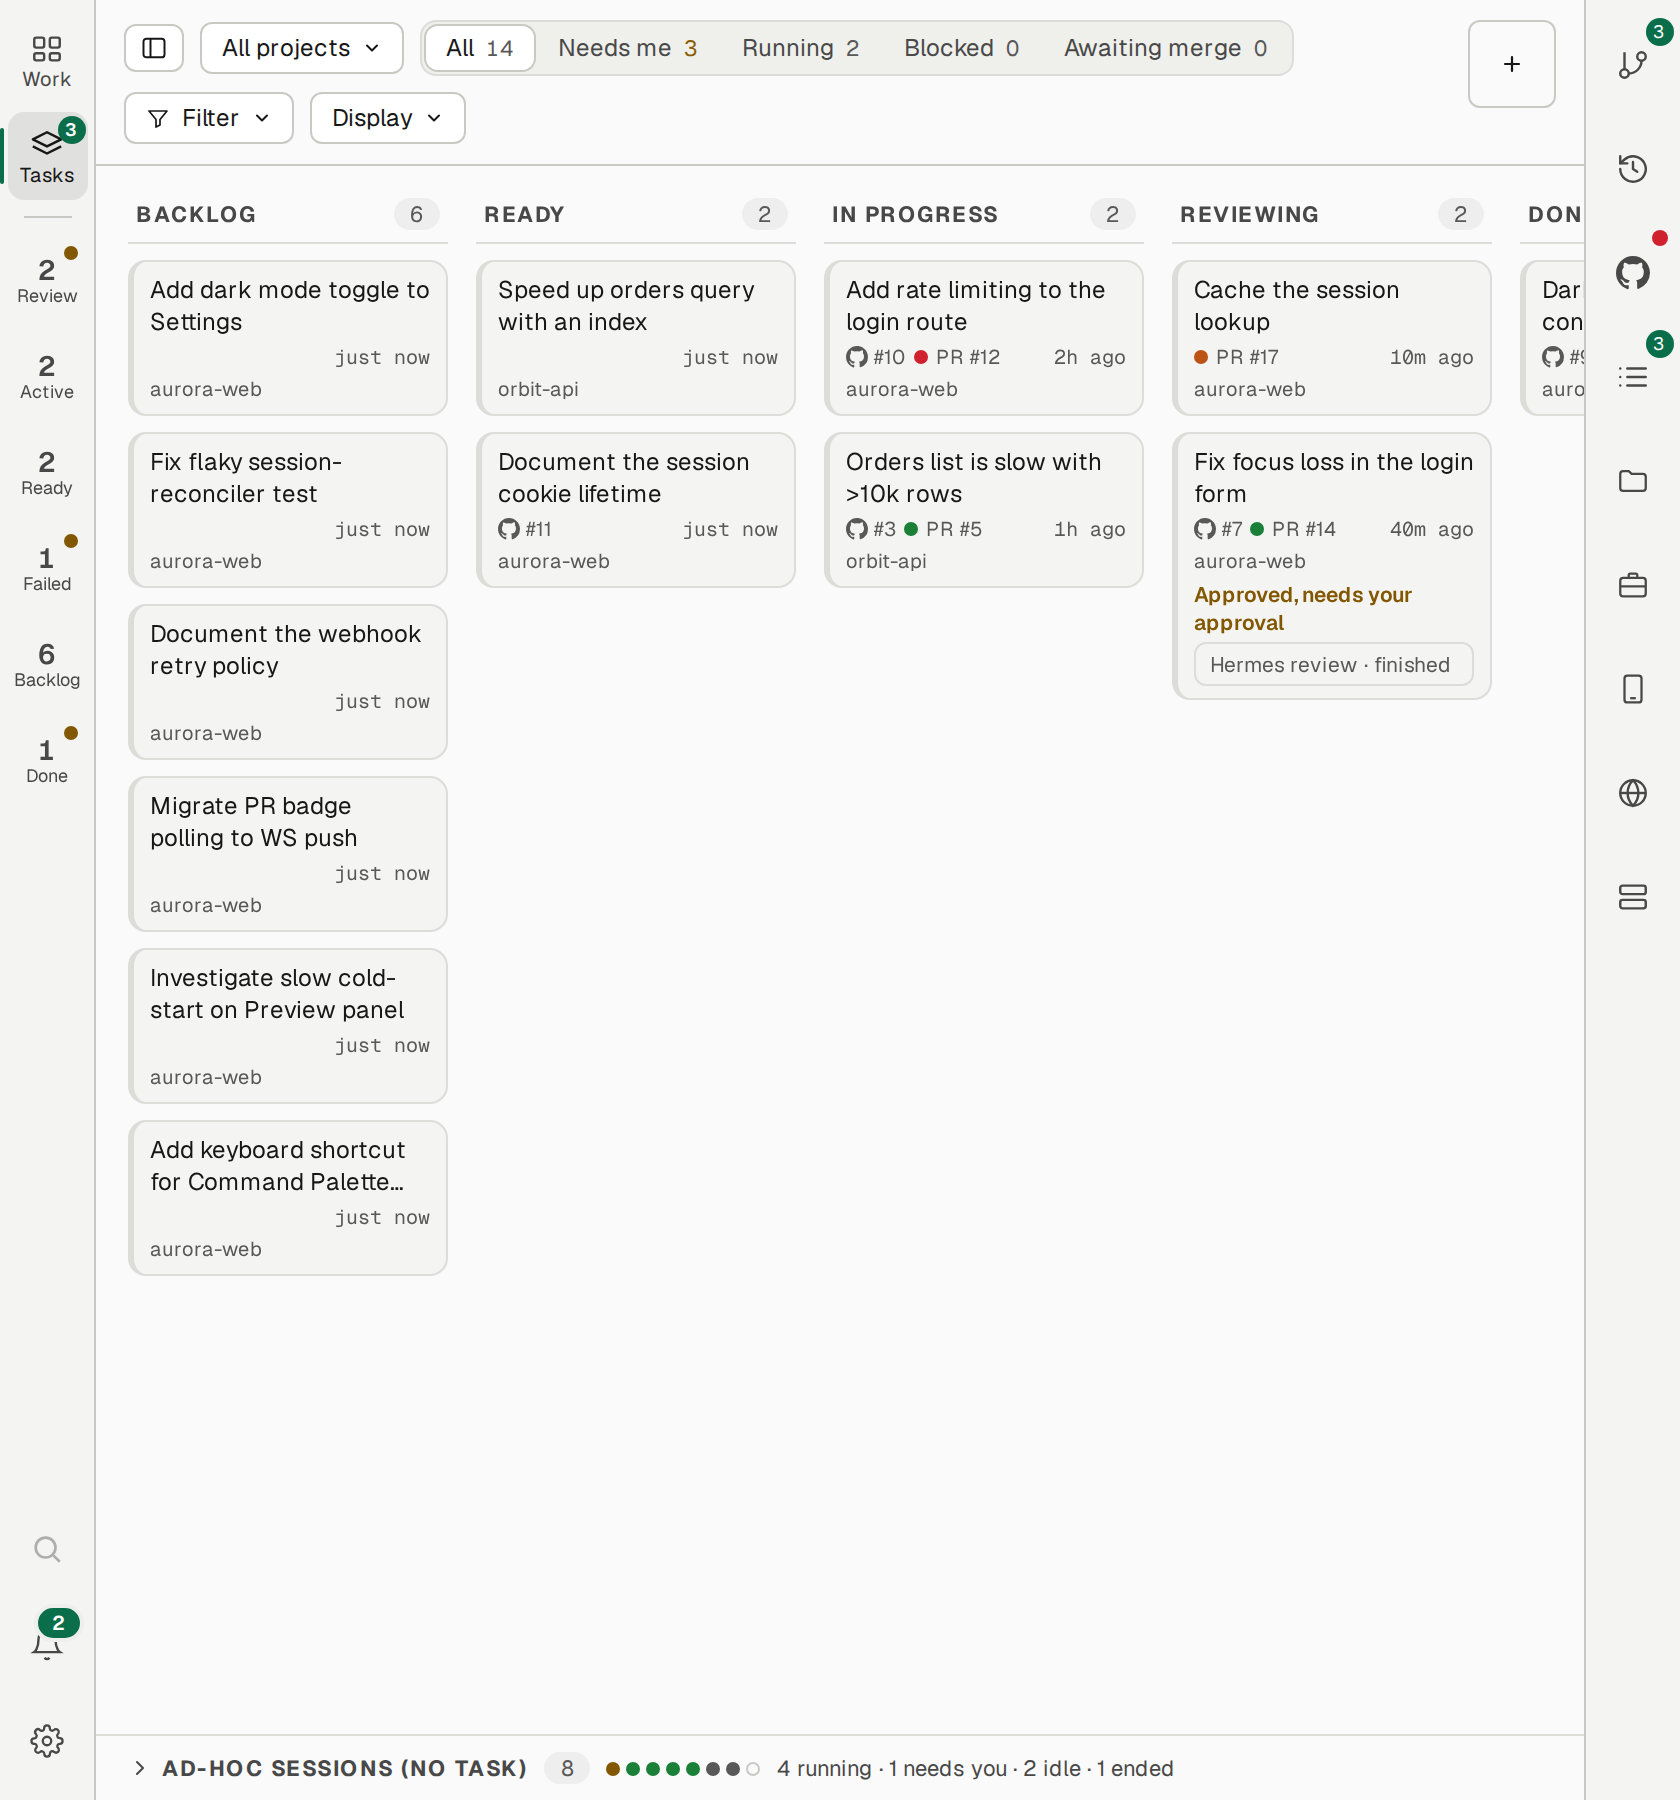 Work
3
Tasks
2
Review
2
Active
2
Ready
1
Failed
6
Backlog
1
Done
2
All projects
All 14
Needs me 3
Running 2
Blocked 0
Awaiting merge 0
Filter
Display
BACKLOG 6
Add dark mode toggle to
Settings
just now
aurora-web
Fix flaky session-
reconciler test
just now
aurora-web
Document the webhook
retry policy
just now
aurora-web
Migrate PR badge
polling to WS push
just now
aurora-web
Investigate slow cold-
start on Preview panel
just now
aurora-web
Add keyboard shortcut
for Command Palette…
just now
aurora-web
READY 2
Speed up orders query
with an index
just now
orbit-api
Document the session
cookie lifetime
#11 just now
aurora-web
IN PROGRESS 2
Add rate limiting to the
login route
#10 PR #12 2h ago
aurora-web
Orders list is slow with
>10k rows
#3 PR #5 1h ago
orbit-api
REVIEWING 2
Cache the session
lookup
PR #17 10m ago
aurora-web
Fix focus loss in the login
form
#7 PR #14 40m ago
aurora-web
Approved, needs your
approval
Hermes review · finished
DON
Dar
con
#9
auro
AD-HOC SESSIONS (NO TASK) 8 4 running · 1 needs you · 2 idle · 1 ended
3
3